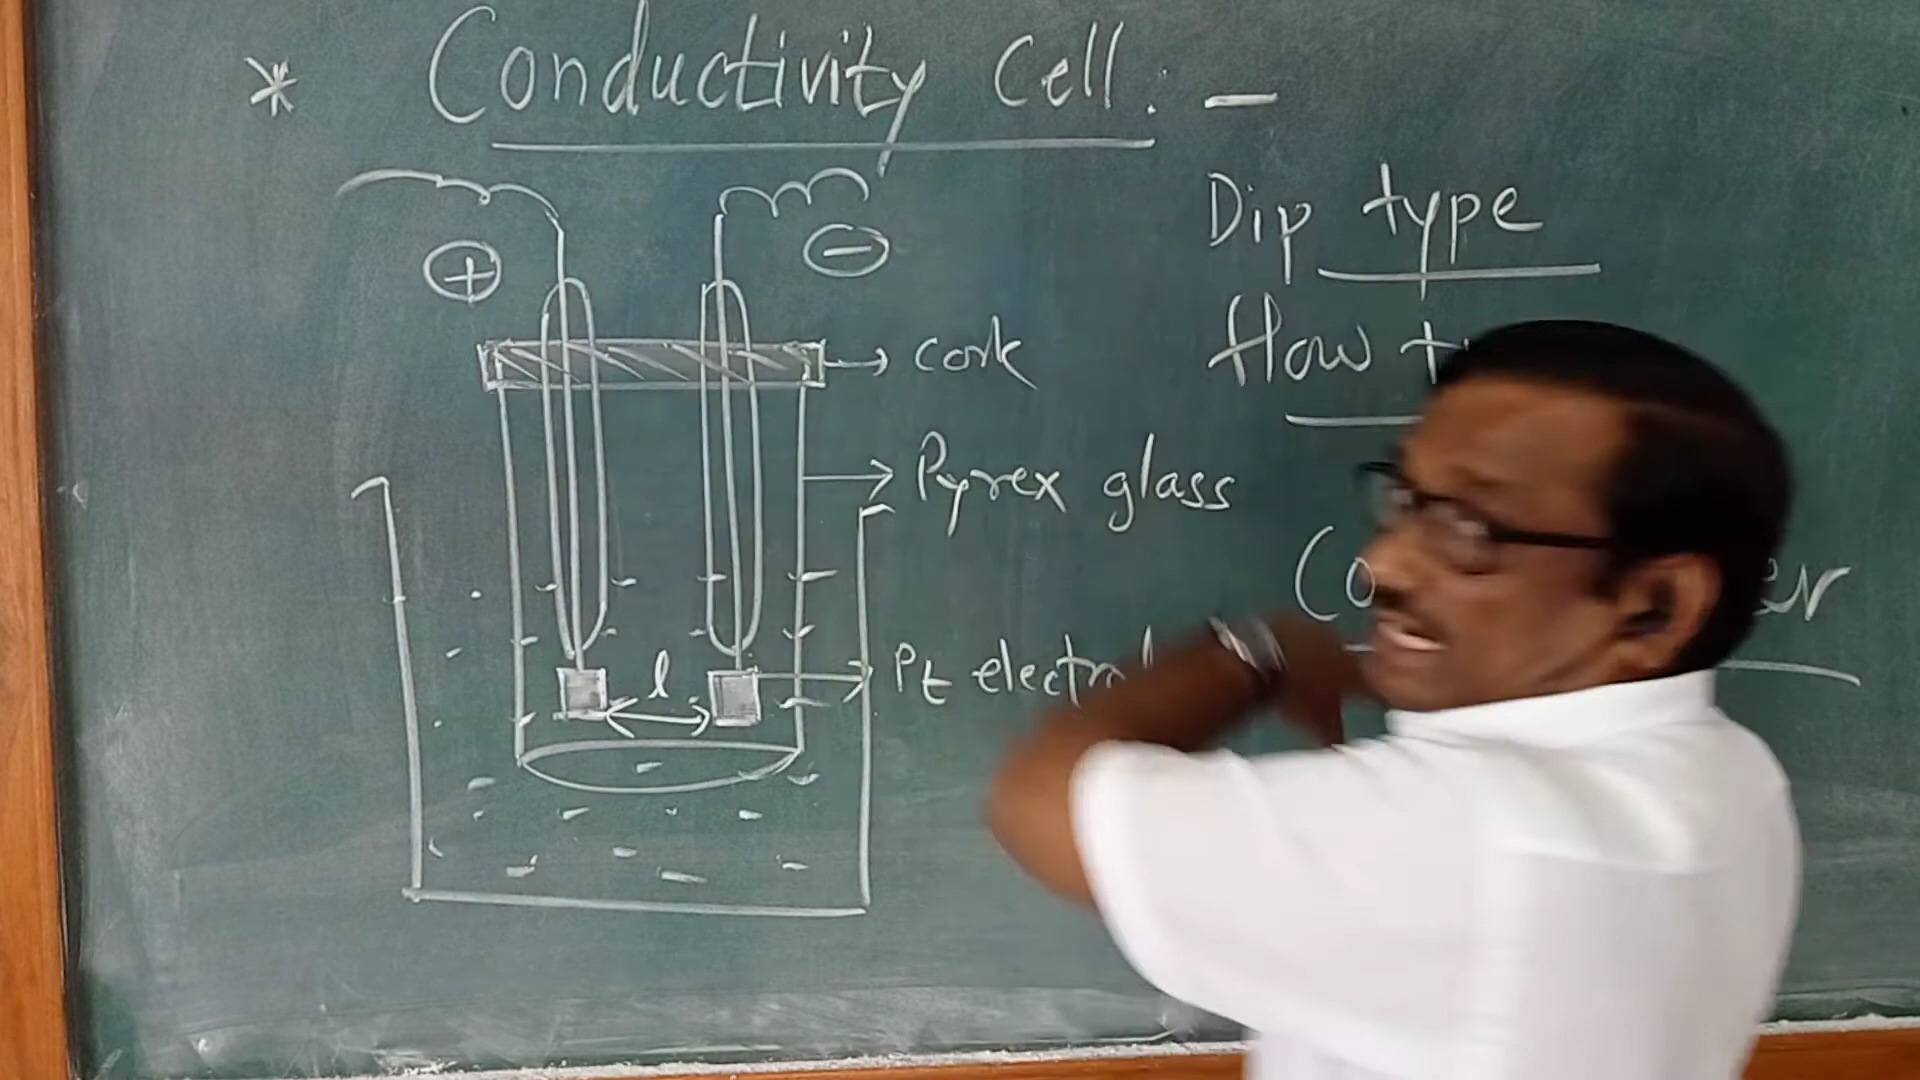 * Conductivity Cell : -
Dip type
flow
+
-
cork
Pyrex glass
l
Pt